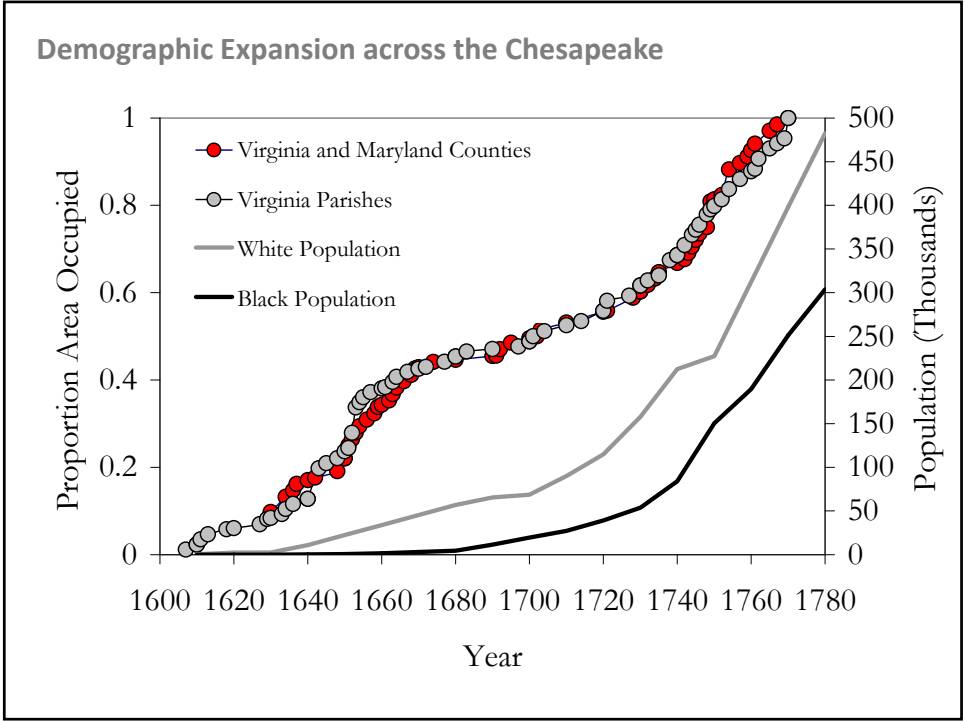 Demographic Expansion across the Chesapeake
Proportion Area Occupied
1
0.8
0.6
0.4
0.2
0
Virginia and Maryland Counties
Virginia Parishes
White Population
Black Population
500
450
400
350
300
250
200
150
100
50
0
Population (Thousands)
1600 1620 1640 1660 1680 1700 1720 1740 1760 1780
Year